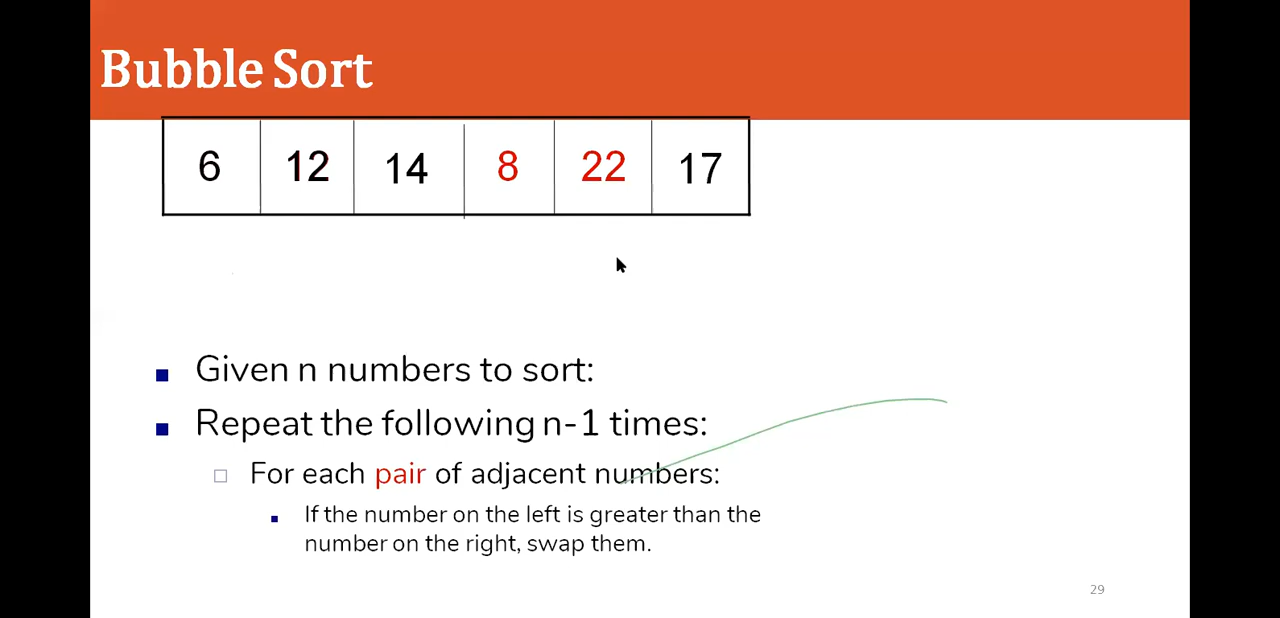 Bubble Sort
6 12 14 8 22 17
Given n numbers to sort:
Repeat the following n-1 times:
For each pair of adjacent numbers:
If the number on the left is greater than the
number on the right, swap them.
29